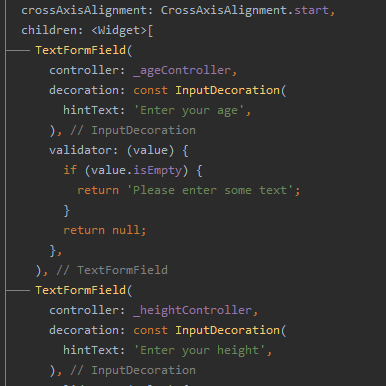 crossAxisAlignment: CrossAxisAlignment.start,
children: <Widget>[
TextFormField(
controller: _ageController,
decoration: const InputDecoration(
hintText: 'Enter your age',
), // InputDecoration
validator: (value) {
if (value.isEmpty) {
return 'Please enter some text';
}
return null;
},
), // TextFormField
TextFormField(
controller: _heightController,
decoration: const InputDecoration(
hintText: 'Enter your height',
), // InputDecoration